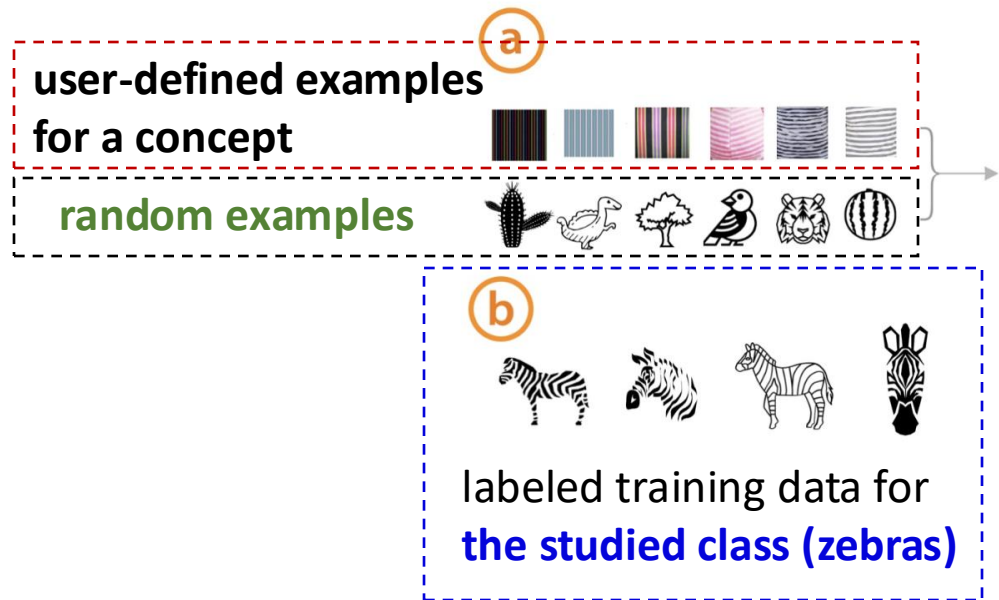 a
user-defined examples
for a concept
random examples
b
labeled training data for
the studied class (zebras)